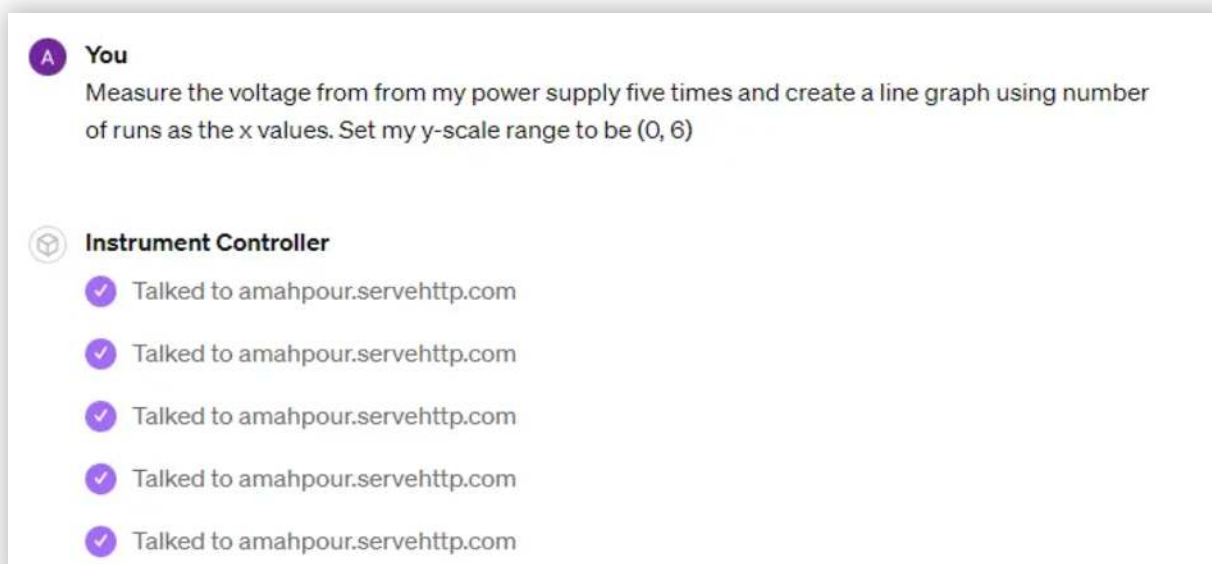 A
You
Measure the voltage from from my power supply five times and create a line graph using number
of runs as the x values. Set my y-scale range to be (0, 6)
Instrument Controller
Talked to amahpour.servehttp.com
Talked to amahpour.servehttp.com
Talked to amahpour.servehttp.com
Talked to amahpour.servehttp.com
Talked to amahpour.servehttp.com